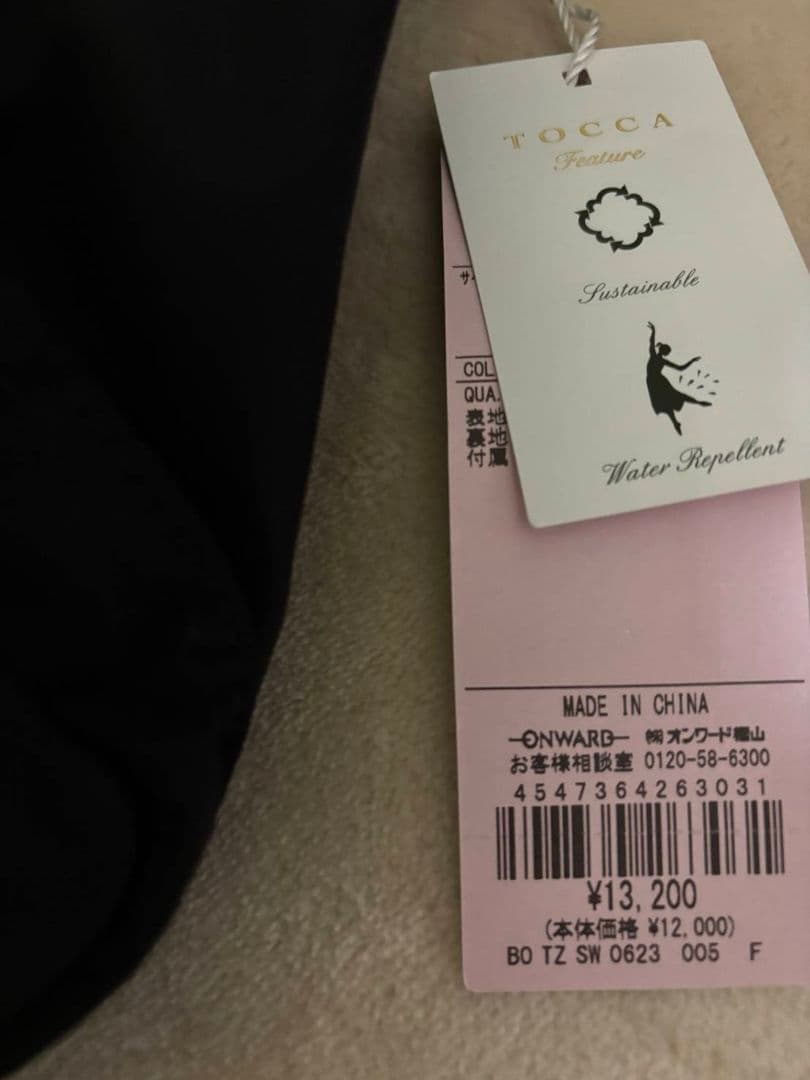 TOCCA
Feature
Sustainable
Water Repellent
サ
COL
QUA.
表地
裏地
付属
MADE IN CHINA
ONWARD ㈱オンワード樫山
お客様相談室 0120-58-6300
4547364263031
¥13,200
(本体価格 ¥12,000)
BO TZ SW 0623 005 F